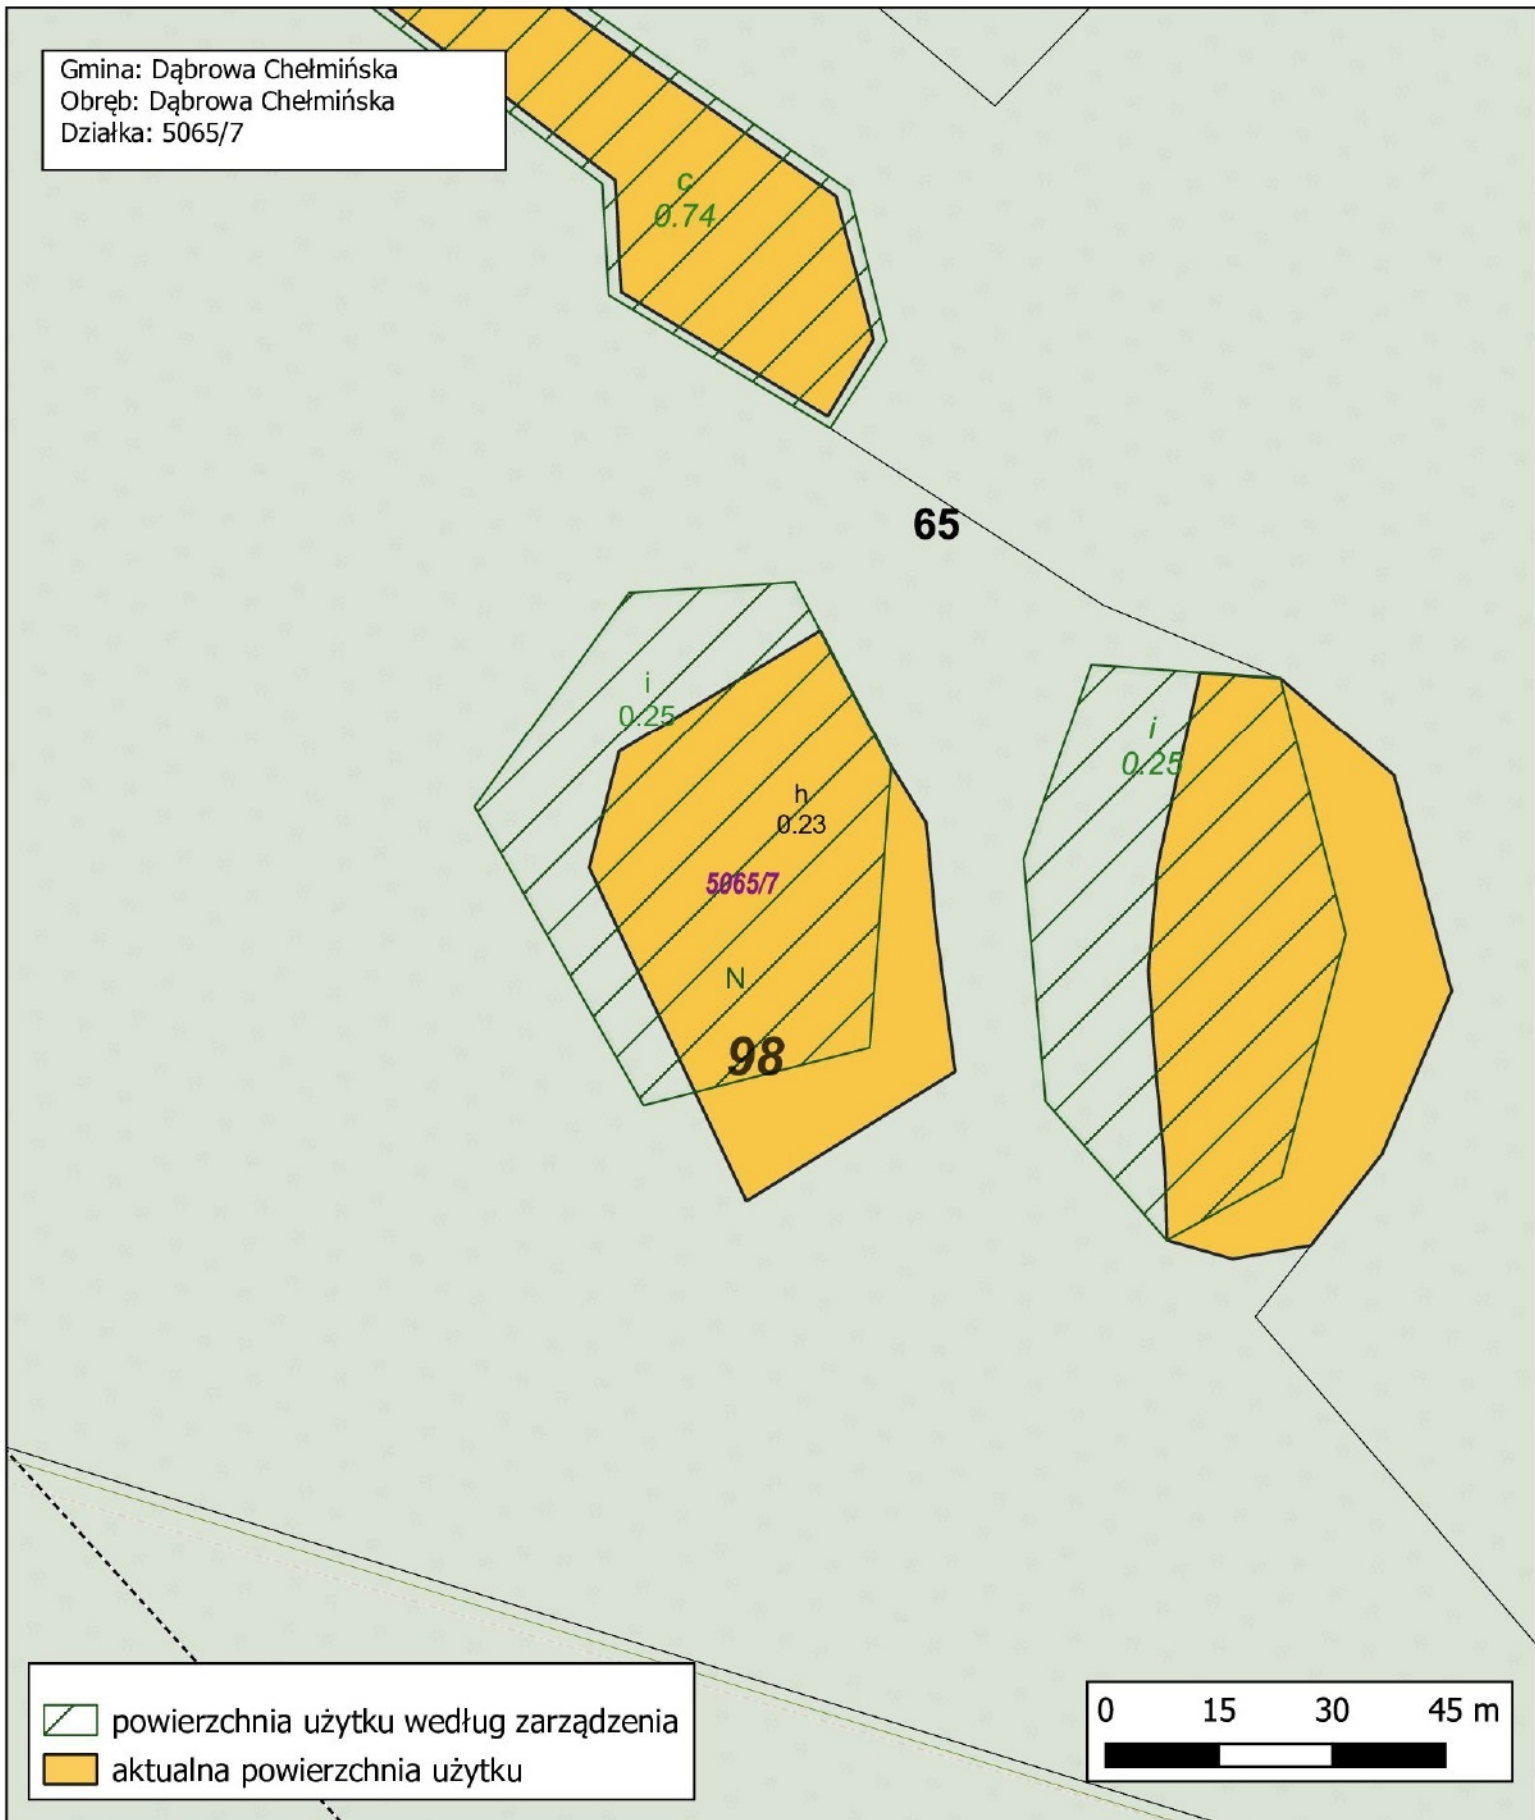 Gmina: Dąbrowa Chełmińska
Obręb: Dąbrowa Chełmińska
Działka: 5065/7
c
0.74
65
i
0.25
i
0.25
h
0.23
5065/7
N
98
powierzchnia użytku według zarządzenia
aktualna powierzchnia użytku
0 15 30 45 m